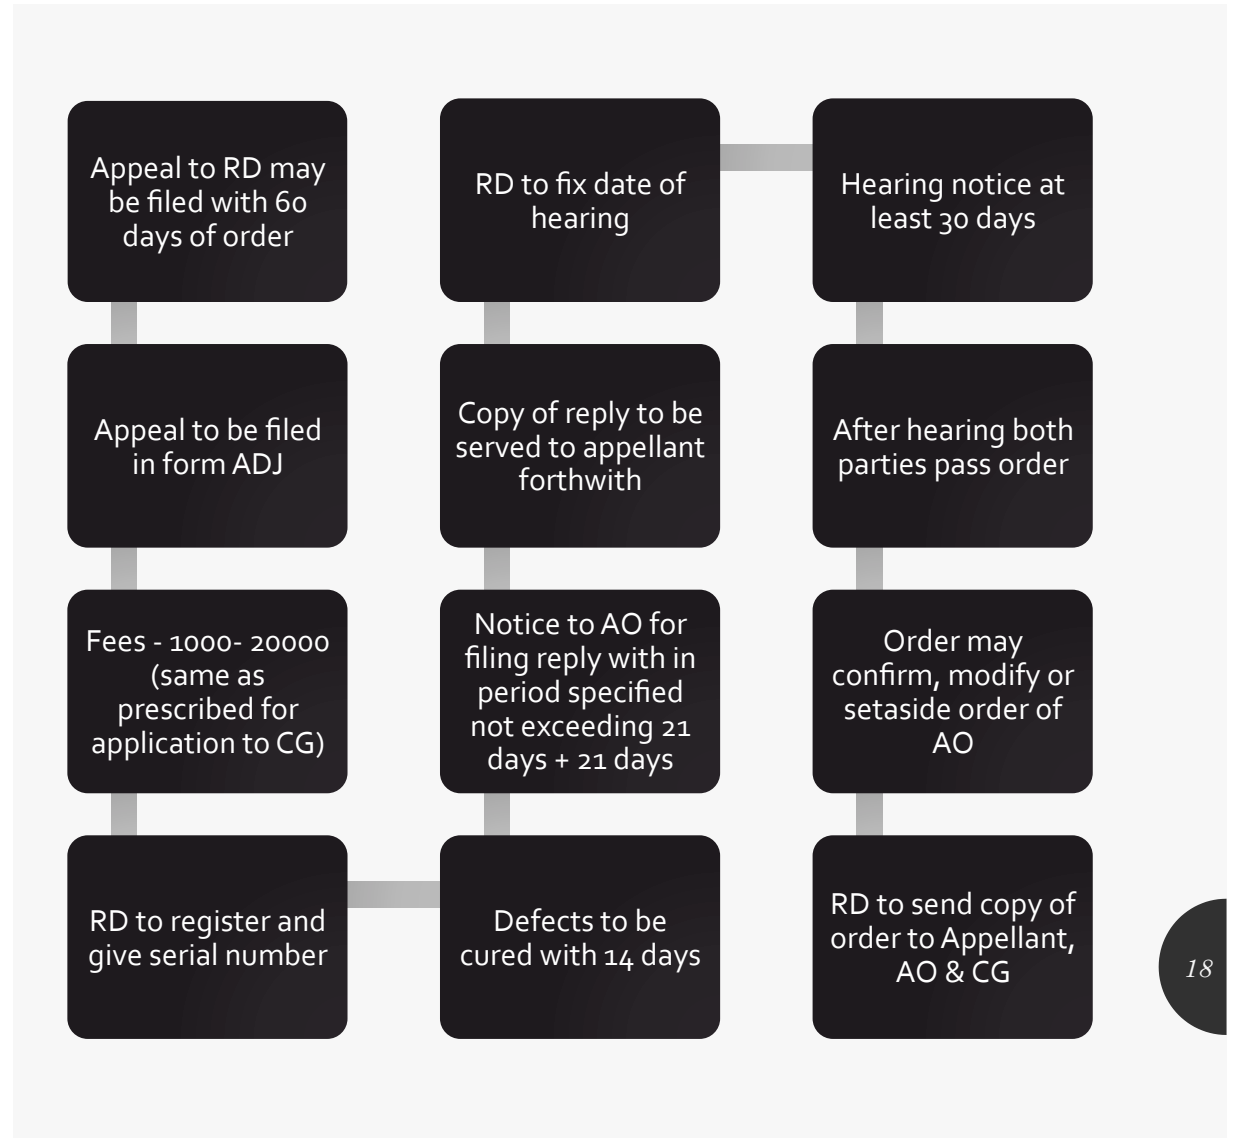 Appeal to RD may
be filed with 60
days of order
Appeal to be filed
in form ADJ
Fees - 1000- 20000
(same as
prescribed for
application to CG)
RD to register and
give serial number
Defects to be
cured with 14 days
Notice to AO for
filing reply with in
period specified
not exceeding 21
days + 21 days
Copy of reply to be
served to appellant
forthwith
RD to fix date of
hearing
Hearing notice at
least 30 days
After hearing both
parties pass order
Order may
confirm, modify or
setaside order of
AO
RD to send copy of
order to Appellant,
AO & CG
18